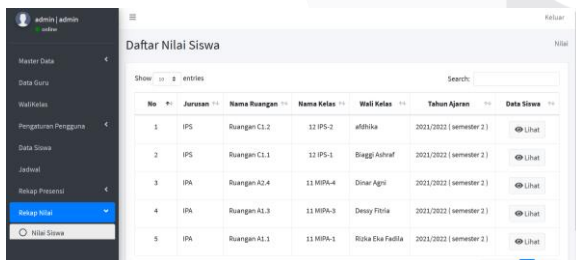 admin | admin
online
Keluar
Daftar Nilai Siswa
Nilai
Master Data
Data Guru
WaliKelas
Pengaturan Pengguna
Data Siswa
Jadwal
Rekap Presensi
Rekap Nilai
Nilai Siswa
Show 10 entries
Search:
No Jurusan Nama Ruangan Nama Kelas Wali Kelas Tahun Ajaran Data Siswa
1 IPS Ruangan C1.2 12 IPS-2 afdhika 2021/2022 ( semester 2 ) Lihat
2 IPS Ruangan C1.1 12 IPS-1 Biaggi Ashraf 2021/2022 ( semester 2 ) Lihat
3 IPA Ruangan A2.4 11 MIPA-4 Dinar Agni 2021/2022 ( semester 2 ) Lihat
4 IPA Ruangan A1.3 11 MIPA-3 Dessy Fitria 2021/2022 ( semester 2 ) Lihat
5 IPA Ruangan A1.1 11 MIPA-1 Rizka Eka Fadila 2021/2022 ( semester 2 ) Lihat